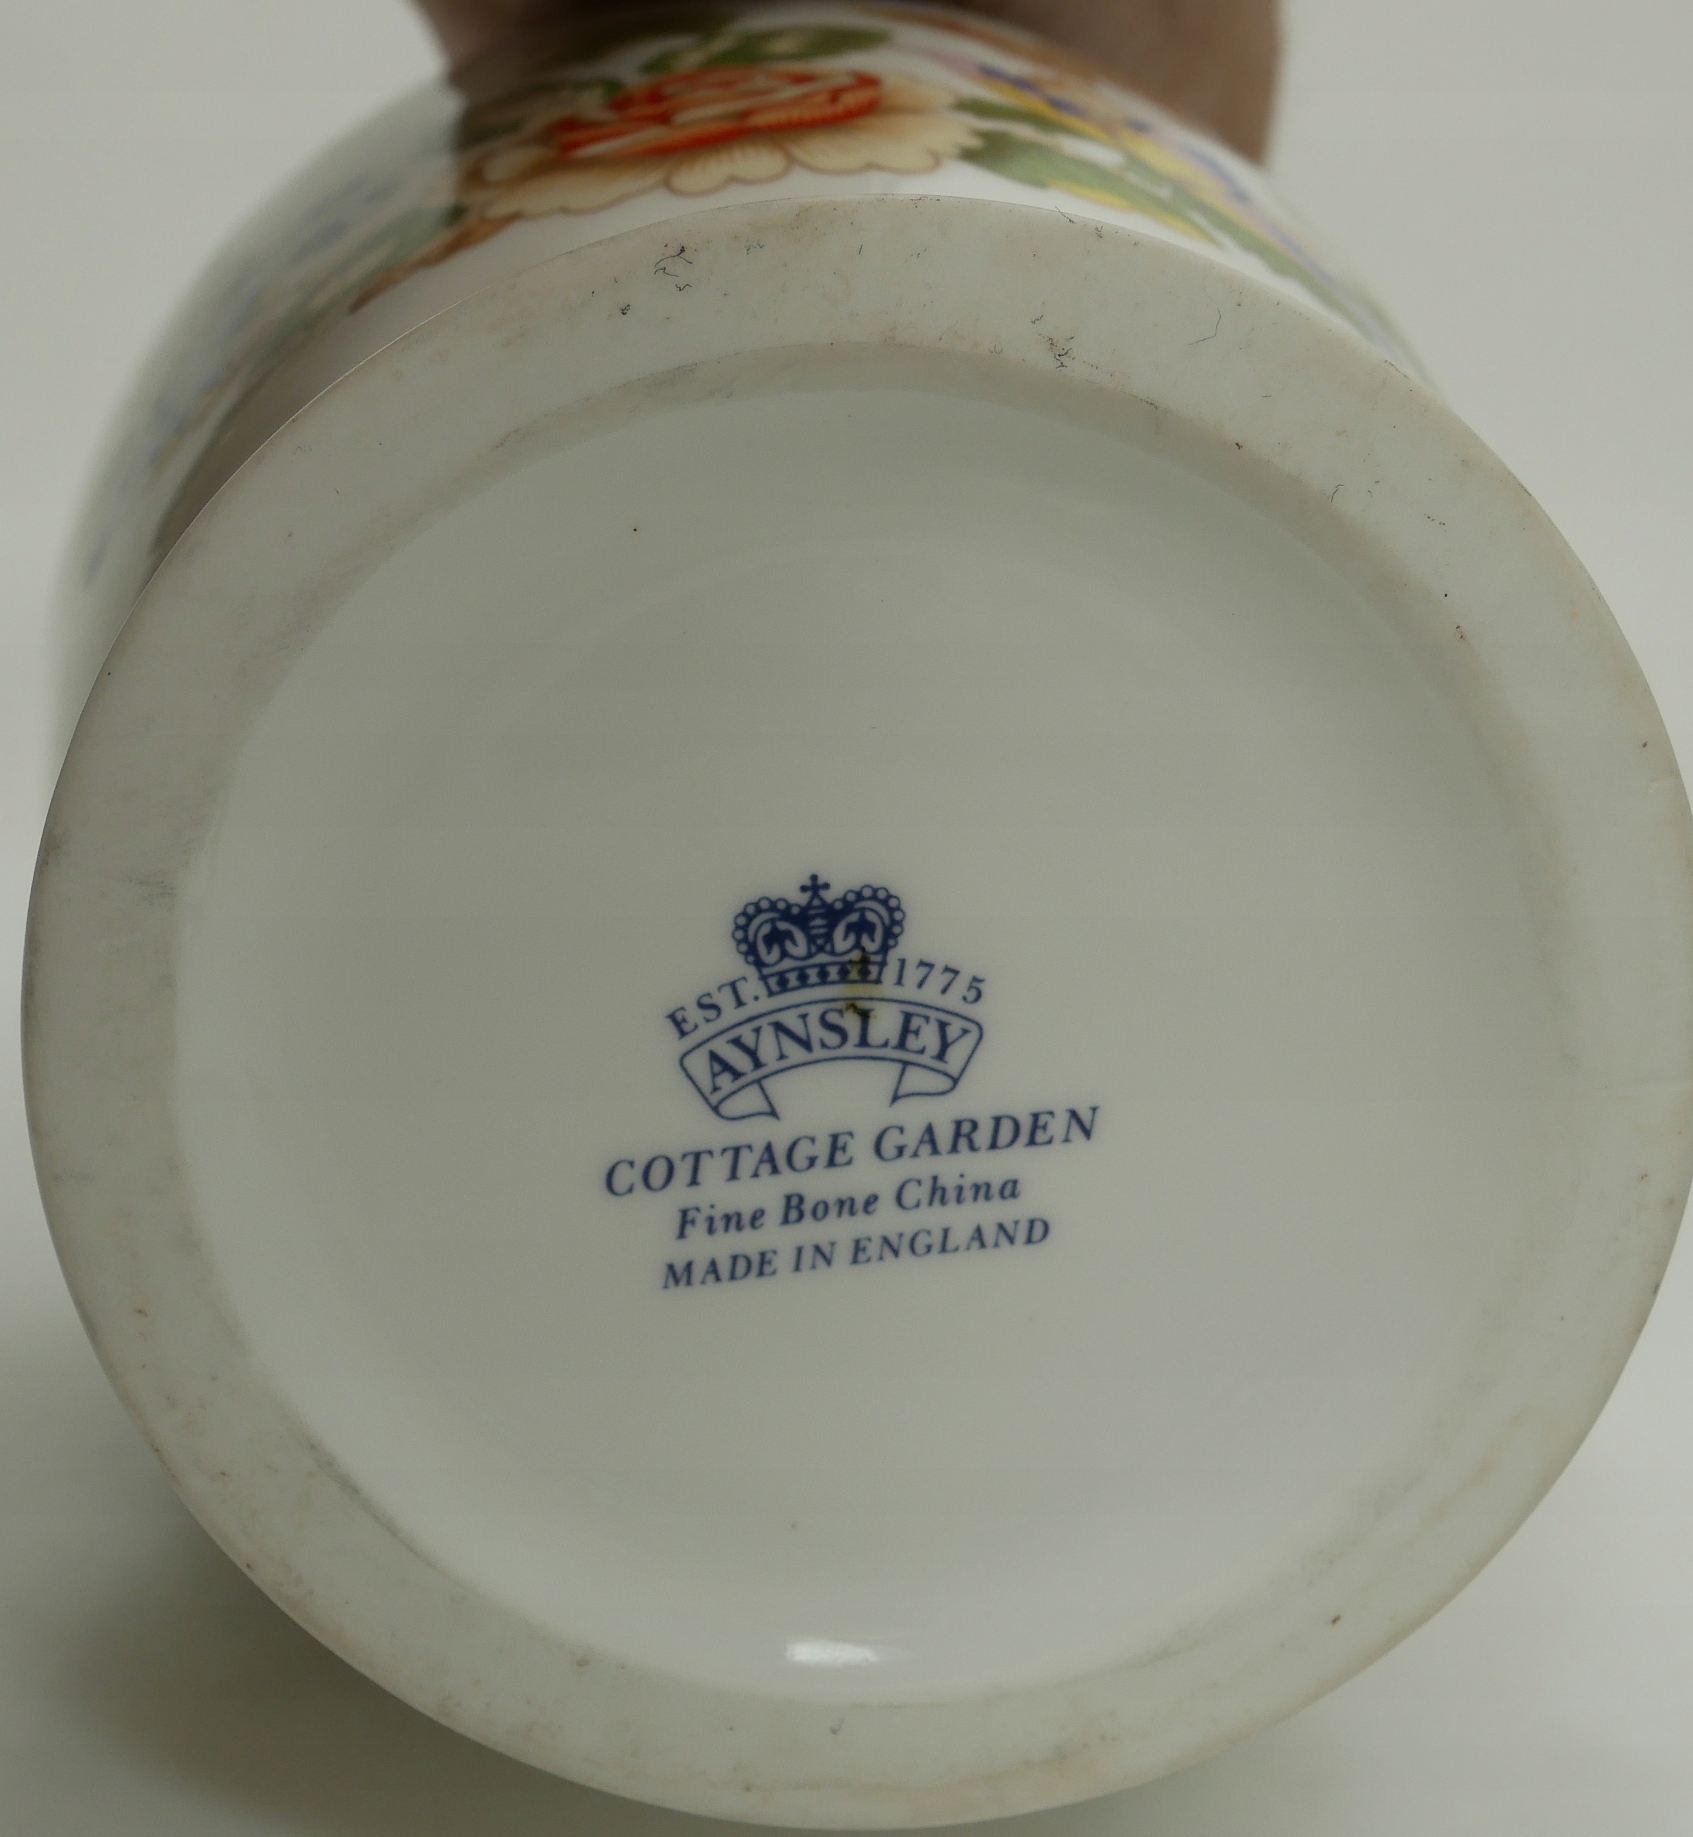 EST. 1775
AYNSLEY
COTTAGE GARDEN
Fine Bone China
MADE IN ENGLAND